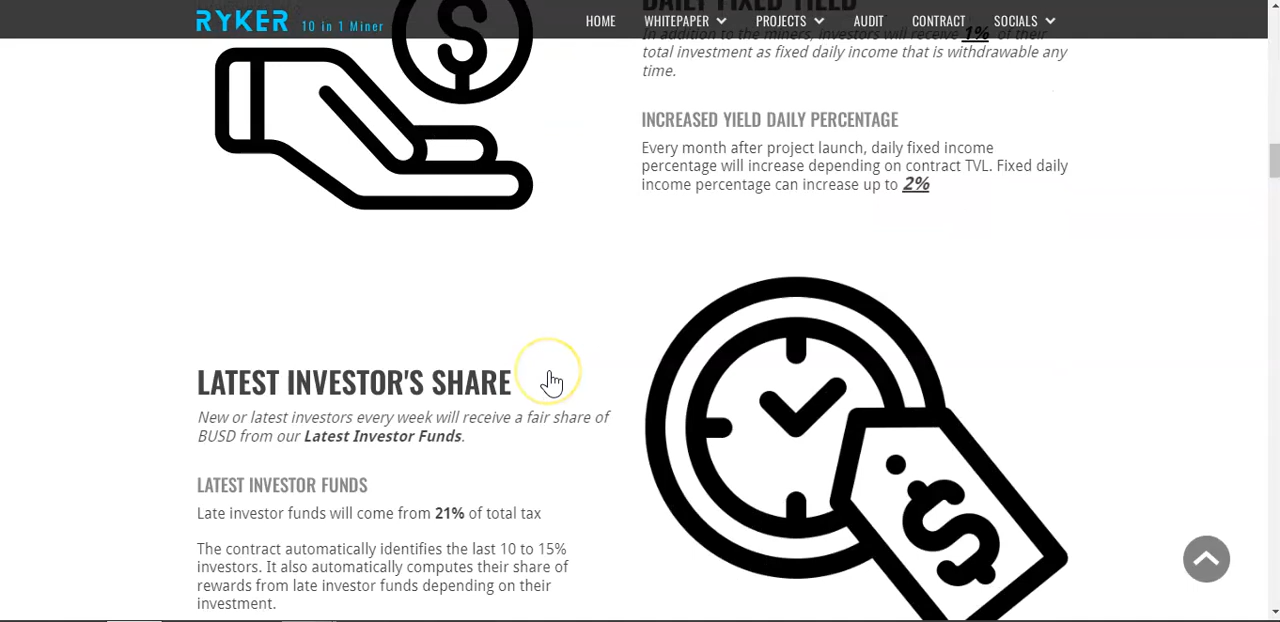 RYKER 10 in 1 Miner
HOME WHITEPAPER PROJECTS AUDIT CONTRACT SOCIALS
DAILY FIXED YIELD
In addition to the miners, investors will receive 1% of their
total investment as fixed daily income that is withdrawable any
time.
INCREASED YIELD DAILY PERCENTAGE
Every month after project launch, daily fixed income
percentage will increase depending on contract TVL. Fixed daily
income percentage can increase up to 2%
LATEST INVESTOR'S SHARE
New or latest investors every week will receive a fair share of
BUSD from our Latest Investor Funds.
LATEST INVESTOR FUNDS
Late investor funds will come from 21% of total tax
The contract automatically identifies the last 10 to 15%
investors. It also automatically computes their share of
rewards from late investor funds depending on their
investment.